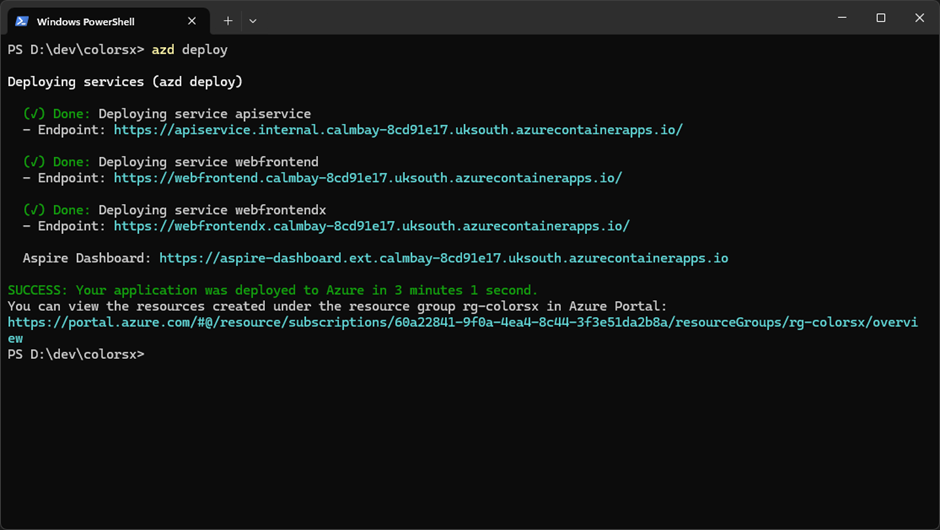 Windows PowerShell
PS D:\dev\colorsx> azd deploy
Deploying services (azd deploy)
(✓) Done: Deploying service apiservice
- Endpoint: https://apiservice.internal.calmbay-8cd91e17.uksouth.azurecontainerapps.io/
(✓) Done: Deploying service webfrontend
- Endpoint: https://webfrontend.calmbay-8cd91e17.uksouth.azurecontainerapps.io/
(✓) Done: Deploying service webfrontendx
- Endpoint: https://webfrontendx.calmbay-8cd91e17.uksouth.azurecontainerapps.io/
Aspire Dashboard: https://aspire-dashboard.ext.calmbay-8cd91e17.uksouth.azurecontainerapps.io
SUCCESS: Your application was deployed to Azure in 3 minutes 1 second.
You can view the resources created under the resource group rg-colorsx in Azure Portal:
https://portal.azure.com/#@/resource/subscriptions/60a22841-9f0a-4ea4-8c44-3f3e51da2b8a/resourceGroups/rg-colorsx/overvi
ew
PS D:\dev\colorsx>